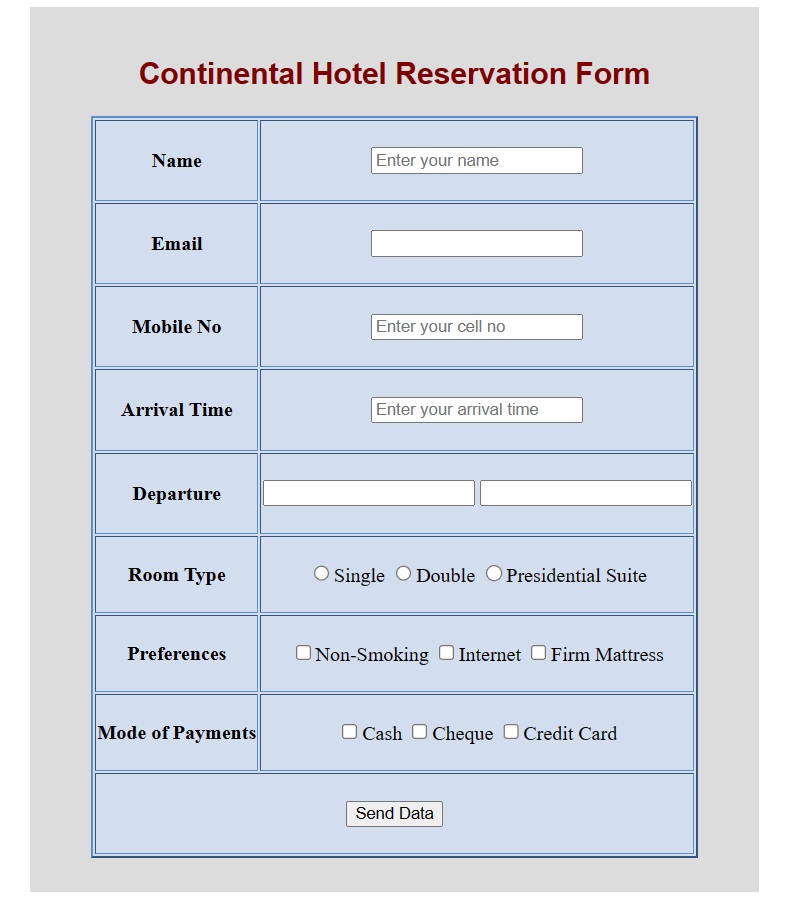 Continental Hotel Reservation Form
Name Enter your name
Email
Mobile No Enter your cell no
Arrival Time Enter your arrival time
Departure
Room Type Single Double Presidential Suite
Preferences Non-Smoking Internet Firm Mattress
Mode of Payments Cash Cheque Credit Card
Send Data